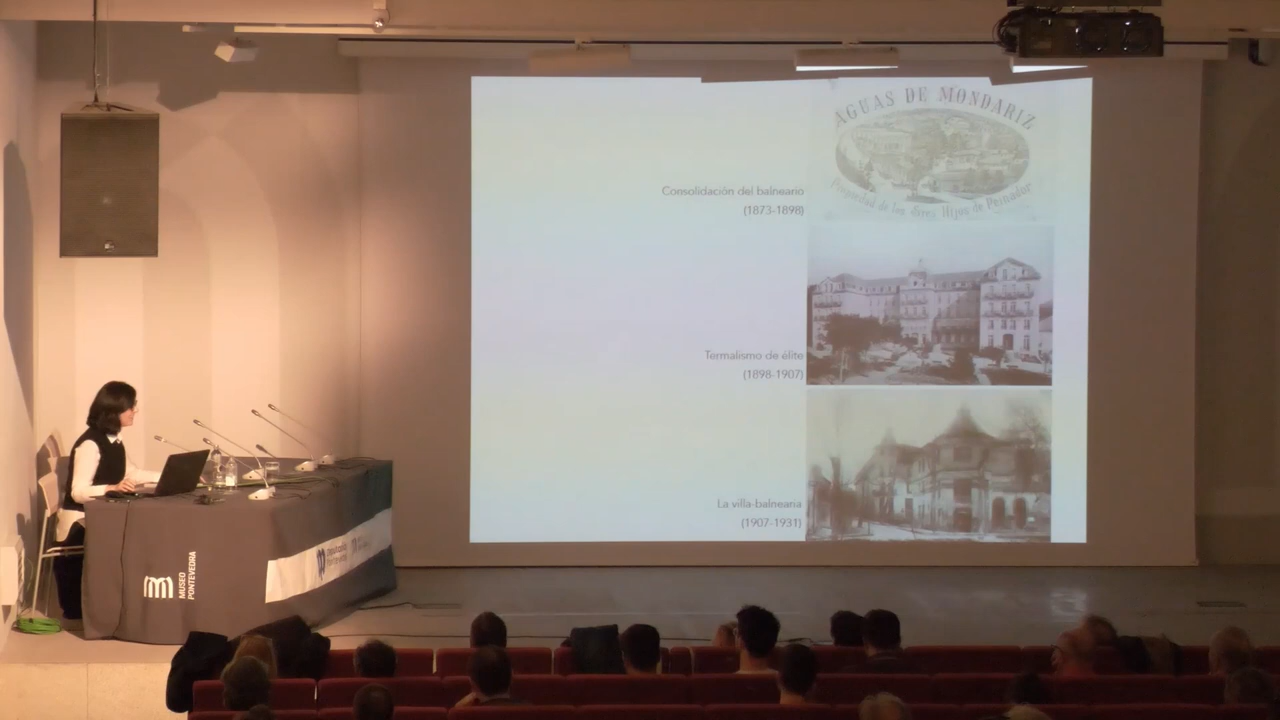 AGUAS DE MONDARIZ
Propiedad de los Sres. Hijos de Peinador
Consolidación del balneario
(1873-1898)
Termalismo de élite
(1898-1907)
La villa-balnearia
(1907-1931)
MUSEO
PONTEVEDRA